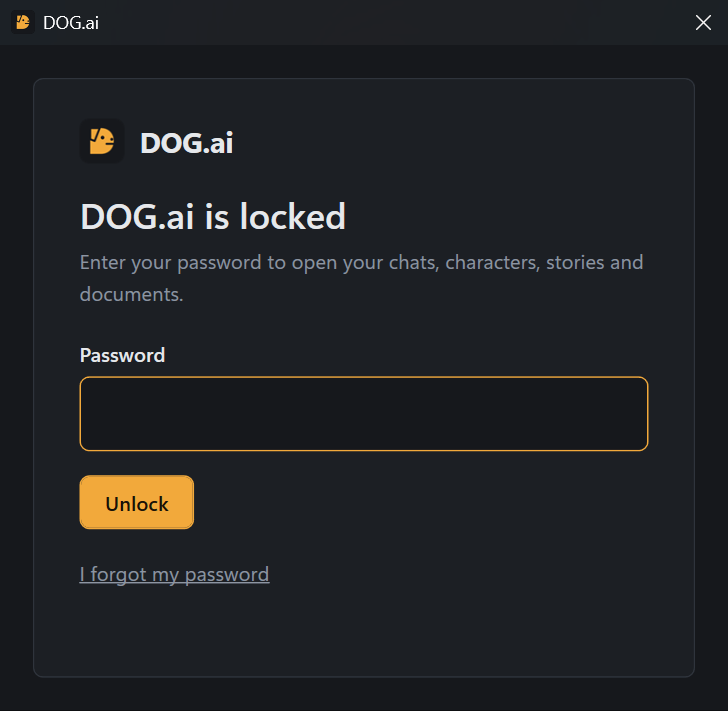 DOG.ai
DOG.ai
DOG.ai is locked
Enter your password to open your chats, characters, stories and
documents.
Password
Unlock
I forgot my password